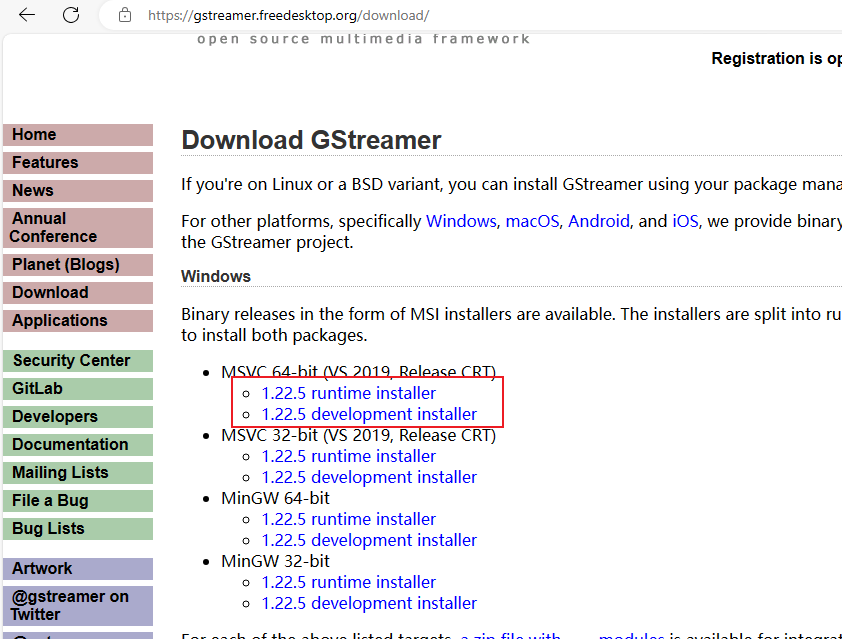 https://gstreamer.freedesktop.org/download/
open source multimedia framework
Registration is op
Home
Features
News
Annual
Conference
Planet (Blogs)
Download
Applications
Security Center
GitLab
Developers
Documentation
Mailing Lists
File a Bug
Bug Lists
Artwork
@gstreamer on
Twitter
Download GStreamer
If you're on Linux or a BSD variant, you can install GStreamer using your package mana
For other platforms, specifically Windows, macOS, Android, and iOS, we provide binary
the GStreamer project.
Windows
Binary releases in the form of MSI installers are available. The installers are split into ru
to install both packages.
MSVC 64-bit (VS 2019, Release CRT)
1.22.5 runtime installer
1.22.5 development installer
MSVC 32-bit (VS 2019, Release CRT)
1.22.5 runtime installer
1.22.5 development installer
MinGW 64-bit
1.22.5 runtime installer
1.22.5 development installer
MinGW 32-bit
1.22.5 runtime installer
1.22.5 development installer
For each of the above listed targets, a zip file with modules is available for integrat